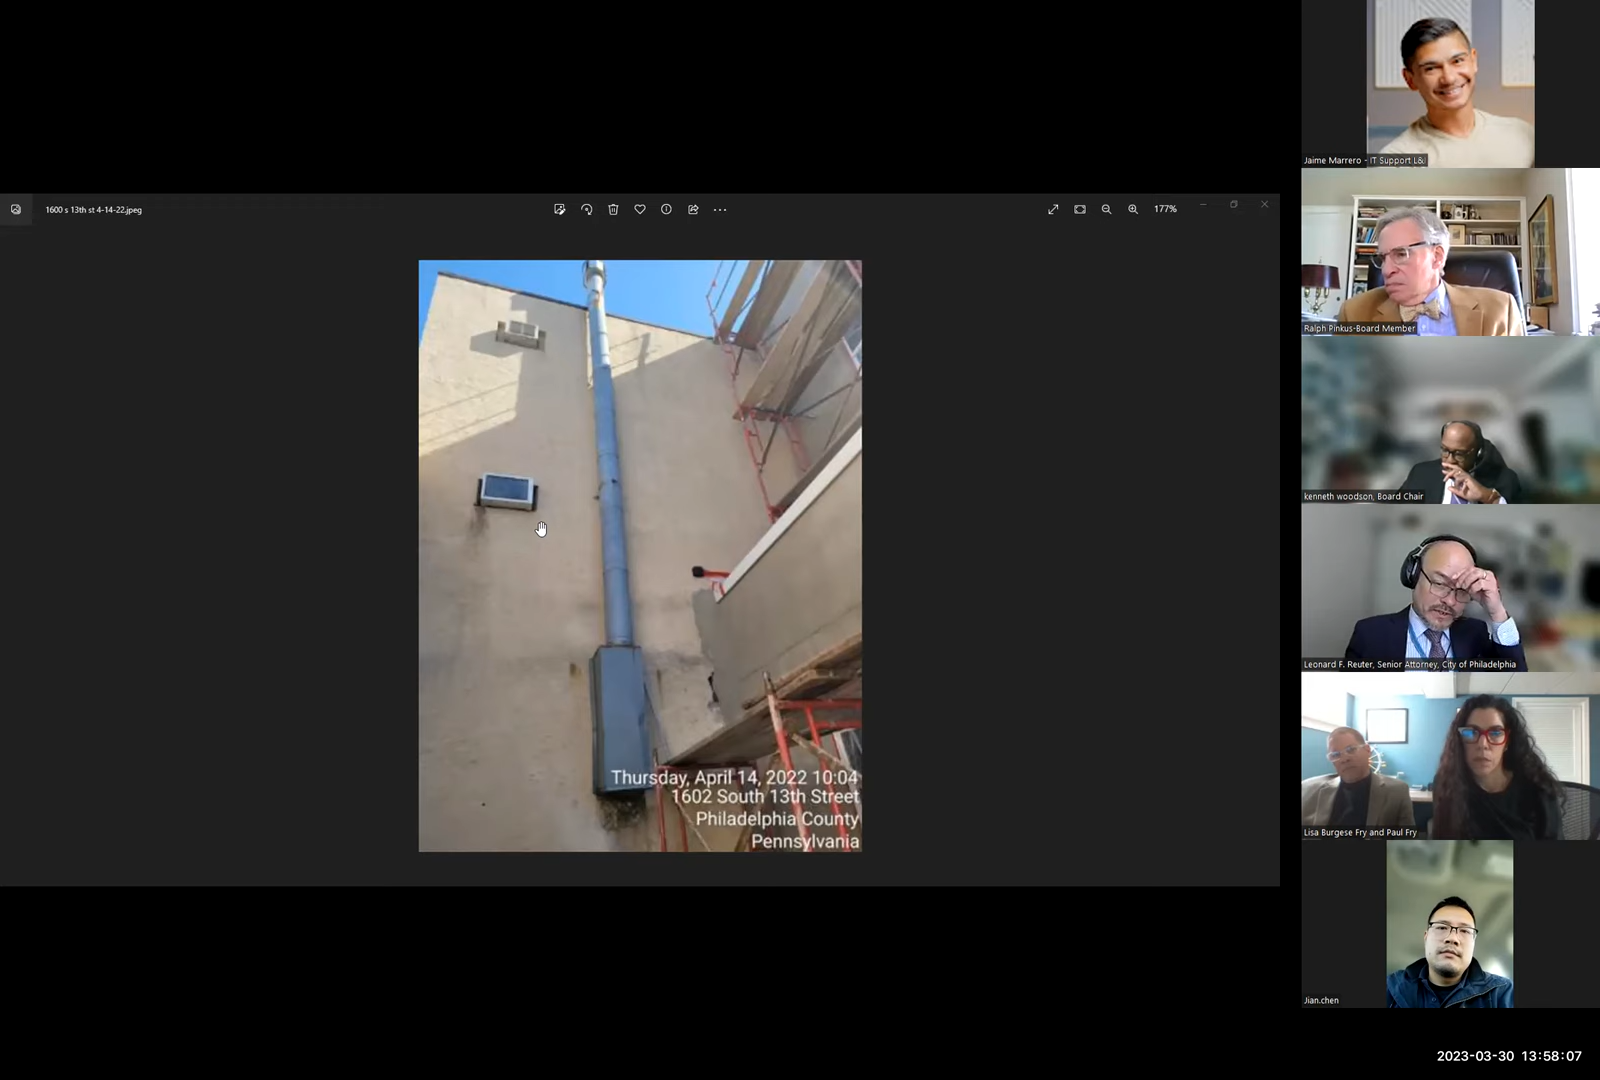 1600 s 13th st 4-14-22.jpeg
177%
Thursday, April 14, 2022 10:04
1602 South 13th Street
Philadelphia County
Pennsylvania
Jaime Marrero - IT Support L&I
Ralph Pinkus-Board Member
kenneth woodson, Board Chair
Leonard F. Reuter, Senior Attorney, City of Philadelphia
Lisa Burgese Fry and Paul Fry
Jian.chen
2023-03-30 13:58:07